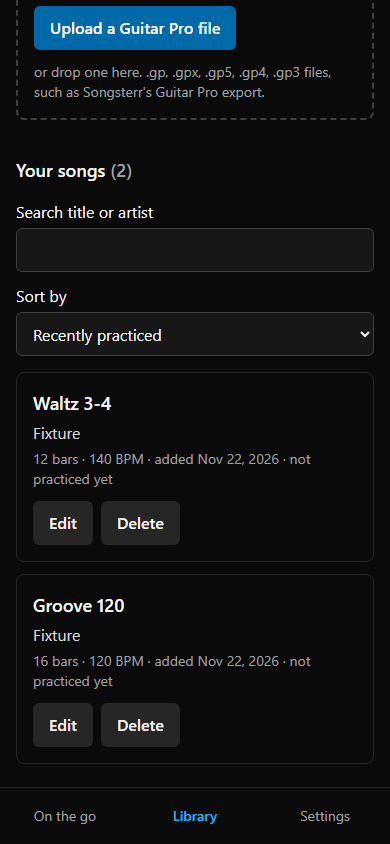 Upload a Guitar Pro file
or drop one here. .gp, .gpx, .gp5, .gp4, .gp3 files,
such as Songsterr's Guitar Pro export.
Your songs (2)
Search title or artist
Sort by
Recently practiced
Waltz 3-4
Fixture
12 bars · 140 BPM · added Nov 22, 2026 · not
practiced yet
Edit Delete
Groove 120
Fixture
16 bars · 120 BPM · added Nov 22, 2026 · not
practiced yet
Edit Delete
On the go Library Settings